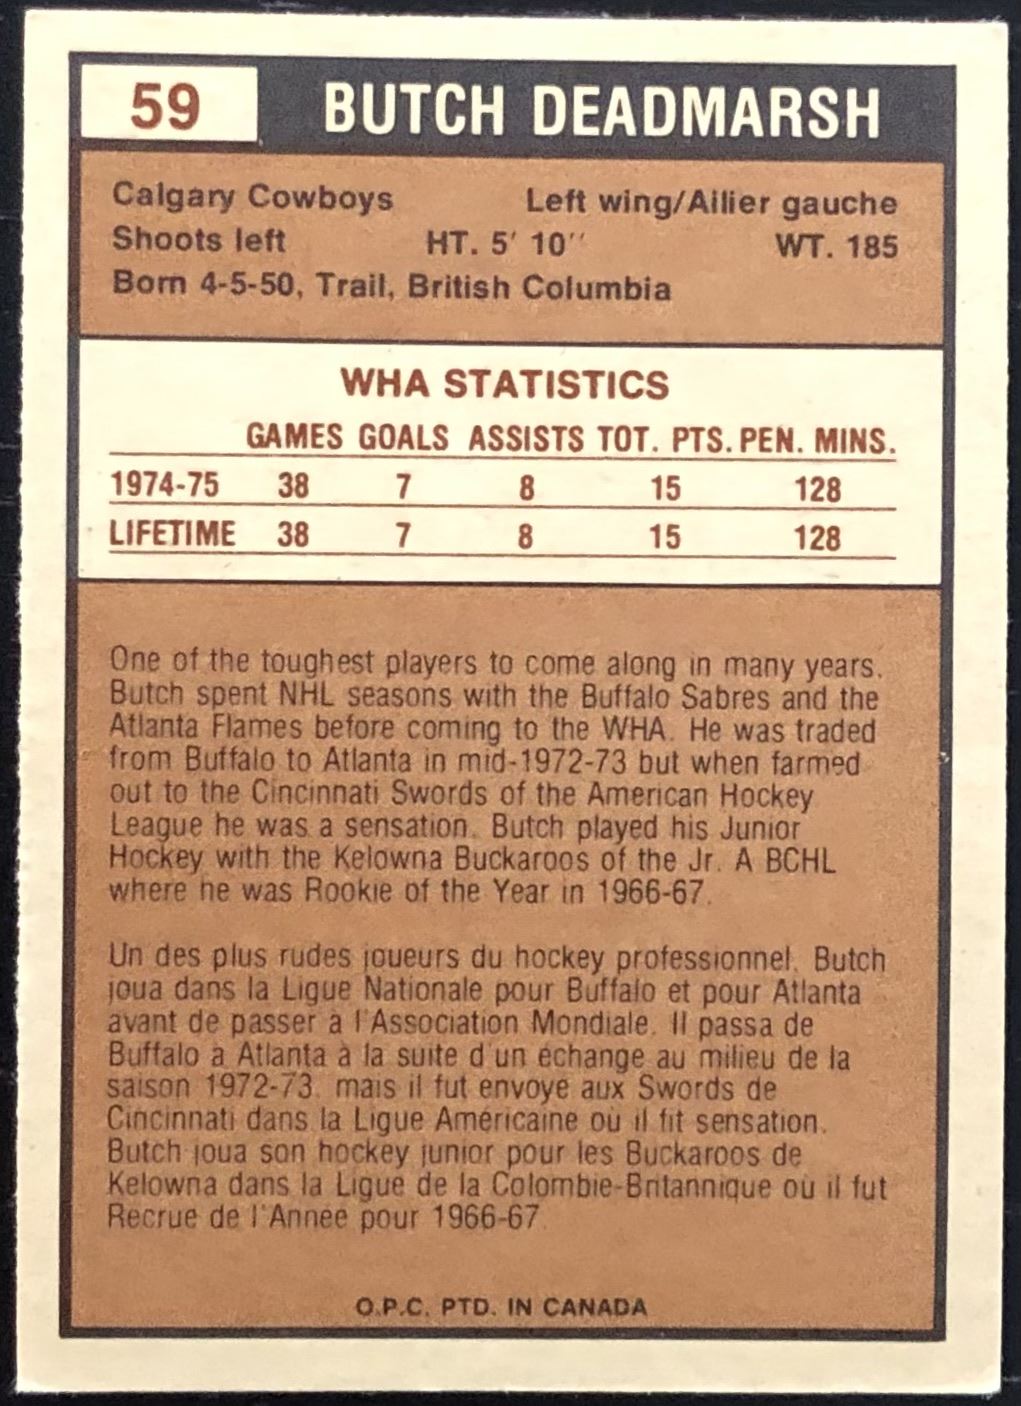 59 BUTCH DEADMARSH
Calgary Cowboys Left wing/Ailier gauche
Shoots left HT. 5' 10'' WT. 185
Born 4-5-50, Trail, British Columbia
WHA STATISTICS
GAMES GOALS ASSISTS TOT. PTS. PEN. MINS.
1974-75 38 7 8 15 128
LIFETIME 38 7 8 15 128
One of the toughest players to come along in many years.
Butch spent NHL seasons with the Buffalo Sabres and the
Atlanta Flames before coming to the WHA. He was traded
from Buffalo to Atlanta in mid-1972-73 but when farmed
out to the Cincinnati Swords of the American Hockey
League he was a sensation. Butch played his Junior
Hockey with the Kelowna Buckaroos of the Jr. A BCHL
where he was Rookie of the Year in 1966-67.
Un des plus rudes joueurs du hockey professionnel. Butch
joua dans la Ligue Nationale pour Buffalo et pour Atlanta
avant de passer à l'Association Mondiale. Il passa de
Buffalo à Atlanta à la suite d'un échange au milieu de la
saison 1972-73, mais il fut envoyé aux Swords de
Cincinnati dans la Ligue Américaine où il fit sensation.
Butch joua son hockey junior pour les Buckaroos de
Kelowna dans la Ligue de la Colombie-Britannique où il fut
Recrue de l'Année pour 1966-67.
O.P.C. PTD. IN CANADA